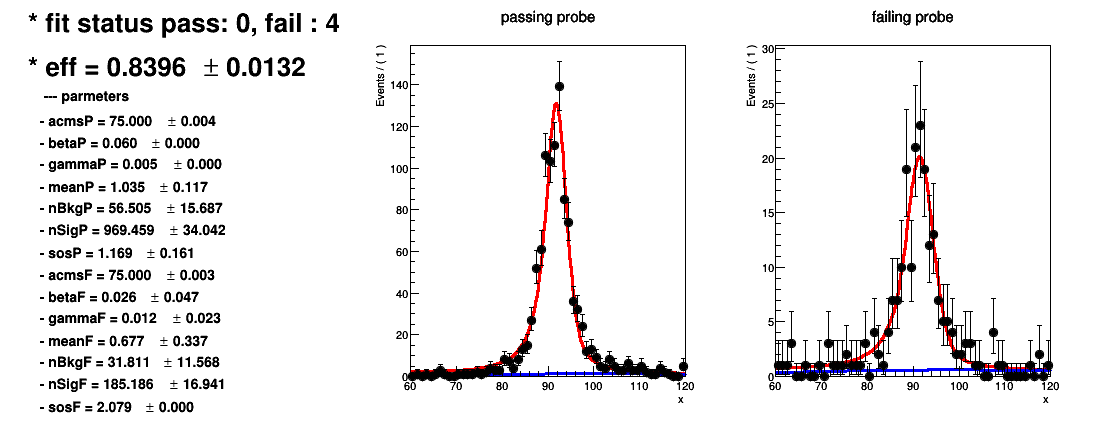 * fit status pass: 0, fail : 4
* eff = 0.8396 ± 0.0132
--- parmeters
- acmsP = 75.000 ± 0.004
- betaP = 0.060 ± 0.000
- gammaP = 0.005 ± 0.000
- meanP = 1.035 ± 0.117
- nBkgP = 56.505 ± 15.687
- nSigP = 969.459 ± 34.042
- sosP = 1.169 ± 0.161
- acmsF = 75.000 ± 0.003
- betaF = 0.026 ± 0.047
- gammaF = 0.012 ± 0.023
- meanF = 0.677 ± 0.337
- nBkgF = 31.811 ± 11.568
- nSigF = 185.186 ± 16.941
- sosF = 2.079 ± 0.000
passing probe
Events / ( 1 )
140
120
100
80
60
40
20
0
60 70 80 90 100 110 120
x
failing probe
Events / ( 1 )
30
25
20
15
10
5
0
60 70 80 90 100 110 120
x